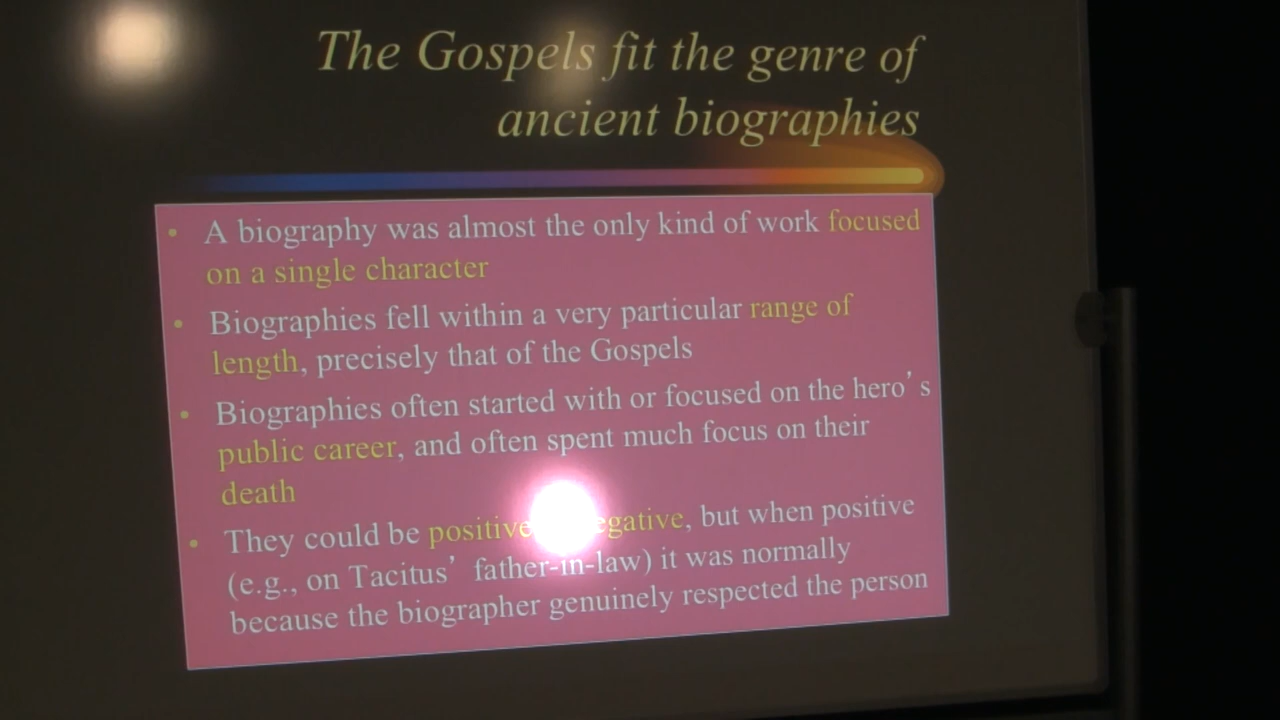 The Gospels fit the genre of
ancient biographies
• A biography was almost the only kind of work focused
on a single character
• Biographies fell within a very particular range of
length, precisely that of the Gospels
• Biographies often started with or focused on the hero’s
public career, and often spent much focus on their
death
• They could be positive egative, but when positive
(e.g., on Tacitus’ father-in-law) it was normally
because the biographer genuinely respected the person